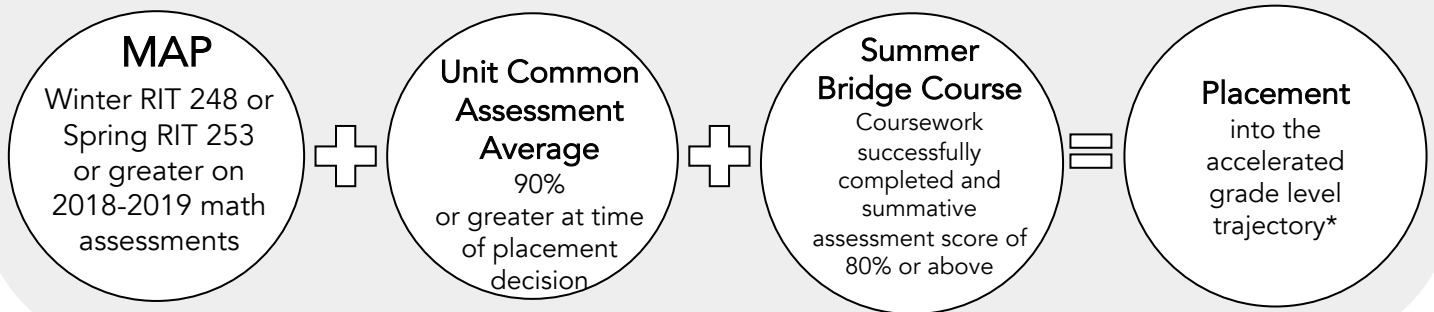 MAP
Winter RIT 248 or
Spring RIT 253
or greater on
2018-2019 math
assessments
Unit Common
Assessment
Average
90%
or greater at time
of placement
decision
Summer
Bridge Course
Coursework
successfully
completed and
summative
assessment score of
80% or above
Placement
into the
accelerated
grade level
trajectory*